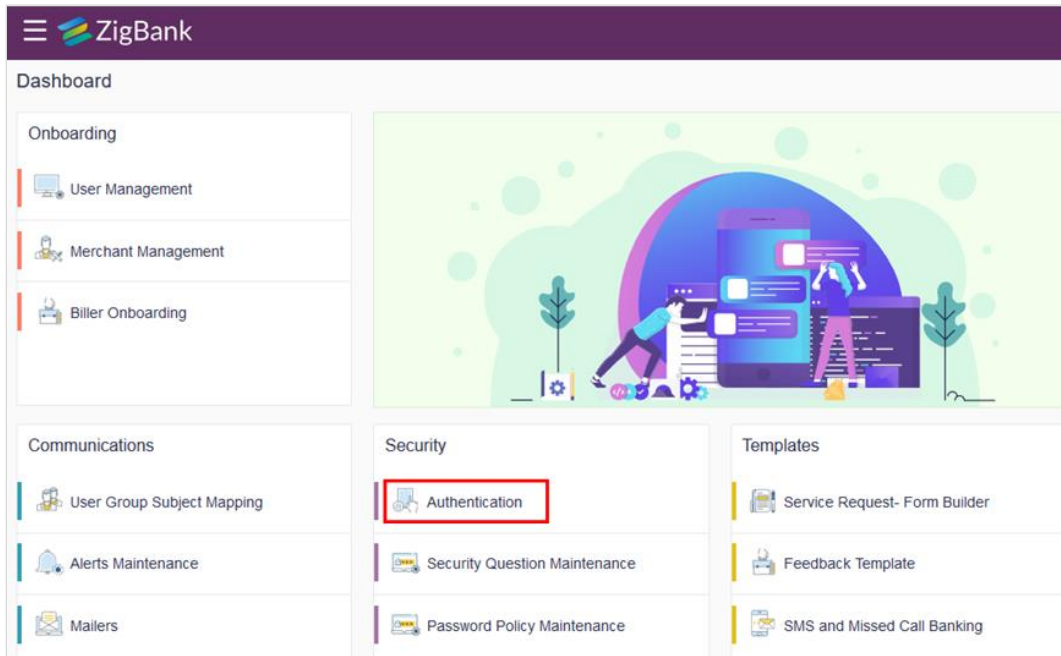 ZigBank
Dashboard
Onboarding
User Management
Merchant Management
Biller Onboarding
Communications
User Group Subject Mapping
Alerts Maintenance
Mailers
Security
Authentication
Security Question Maintenance
Password Policy Maintenance
Templates
Service Request- Form Builder
Feedback Template
SMS and Missed Call Banking